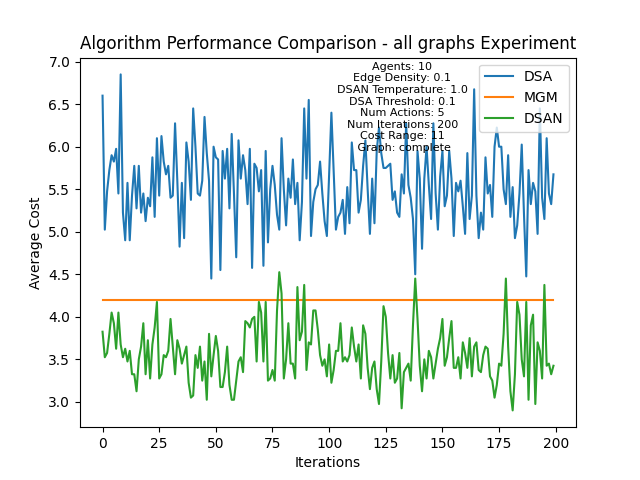 Algorithm Performance Comparison - all graphs Experiment
Agents: 10
Edge Density: 0.1
DSAN Temperature: 1.0
DSA Threshold: 0.1
Num Actions: 5
Num Iterations: 200
Cost Range: 11
Graph: complete
DSA
MGM
DSAN
Average Cost
7.0
6.5
6.0
5.5
5.0
4.5
4.0
3.5
3.0
0 25 50 75 100 125 150 175 200
Iterations